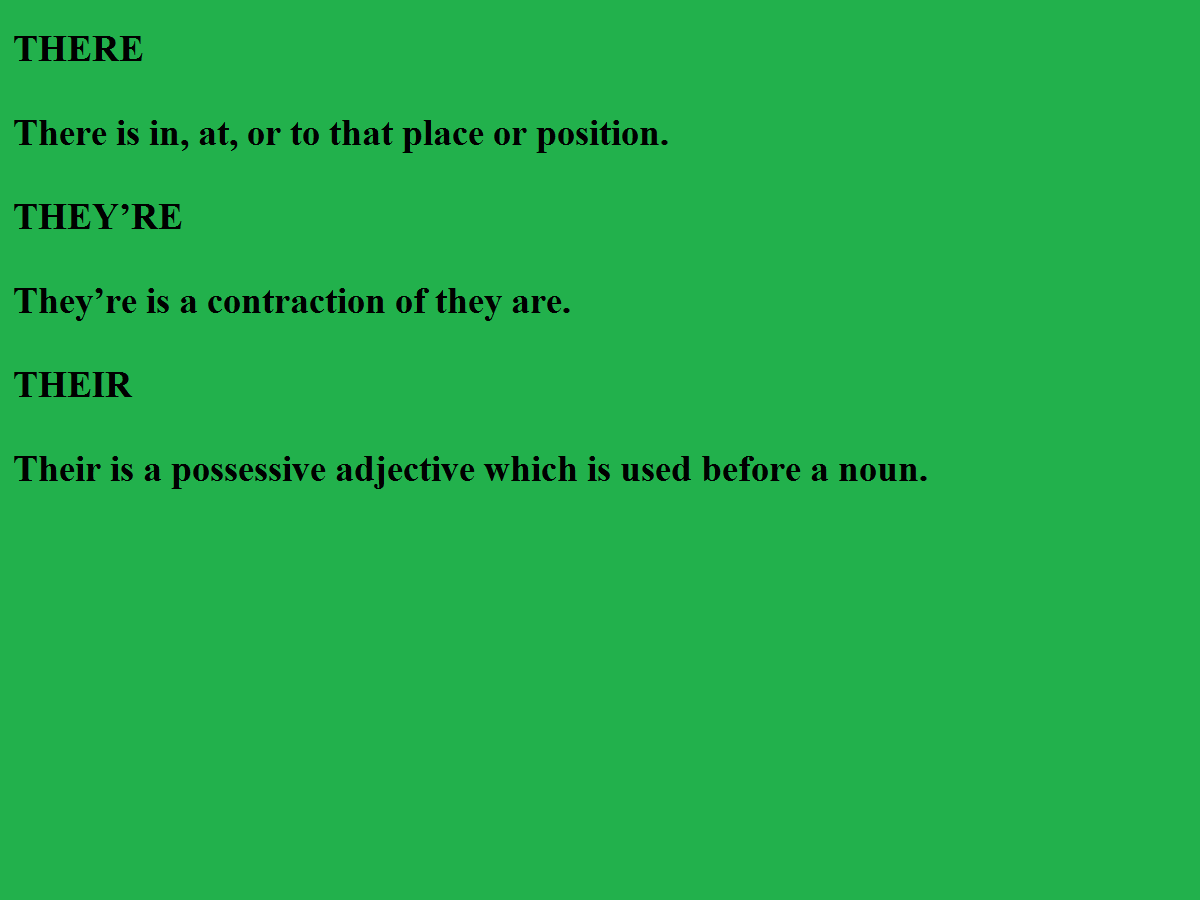 THERE
There is in, at, or to that place or position.
THEY’RE
They’re is a contraction of they are.
THEIR
Their is a possessive adjective which is used before a noun.